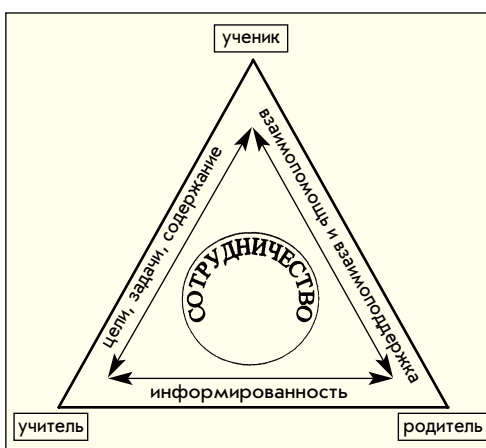 ученик
цели, задачи, содержание
взаимопомощь и взаимоподдержка
СОТРУДНИЧЕСТВО
информированность
учитель
родитель